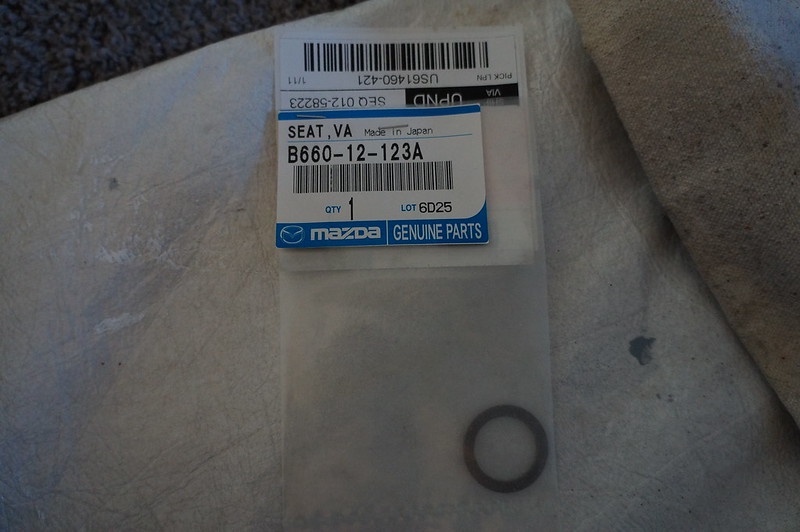 PICK LPN
US61460-421
1/11
VIA
UPND
SEQ 012-58223
SEAT,VA Made in Japan
B660-12-123A
QTY 1 LOT 6D25
mazda GENUINE PARTS